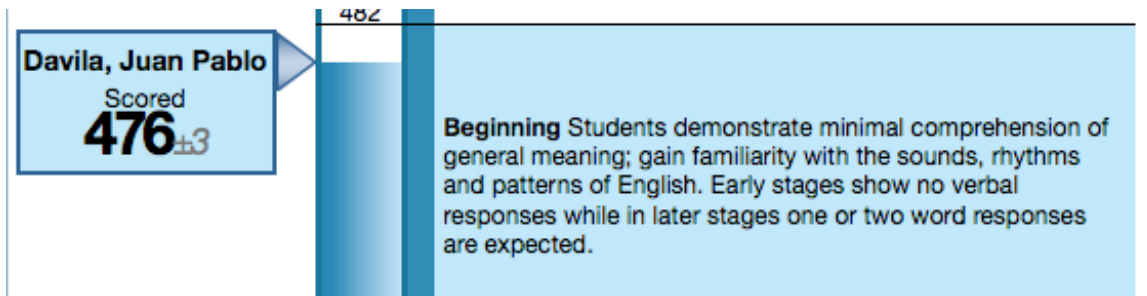 482
Davila, Juan Pablo
Scored
476±3
Beginning Students demonstrate minimal comprehension of
general meaning; gain familiarity with the sounds, rhythms
and patterns of English. Early stages show no verbal
responses while in later stages one or two word responses
are expected.